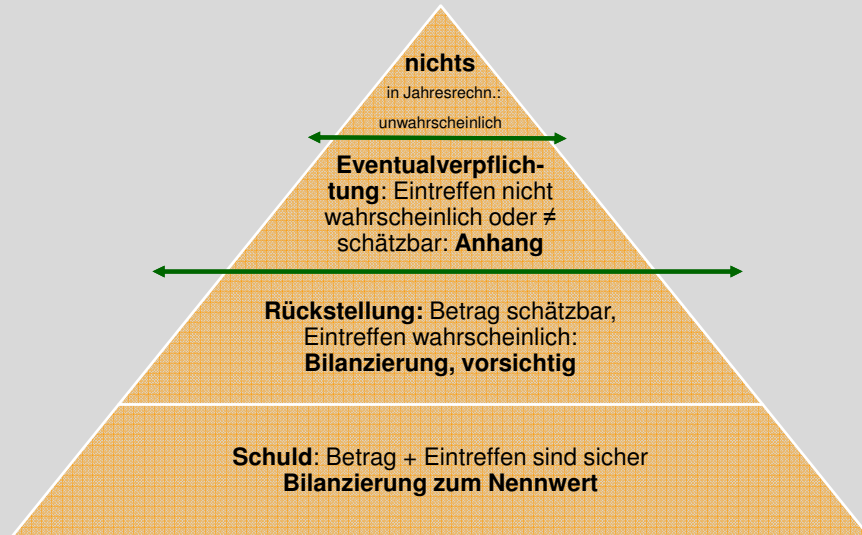 nichts
in Jahresrechn.:
unwahrscheinlich
Eventualverpflich-
tung: Eintreffen nicht
wahrscheinlich oder ≠
schätzbar: Anhang
Rückstellung: Betrag schätzbar,
Eintreffen wahrscheinlich:
Bilanzierung, vorsichtig
Schuld: Betrag + Eintreffen sind sicher
Bilanzierung zum Nennwert